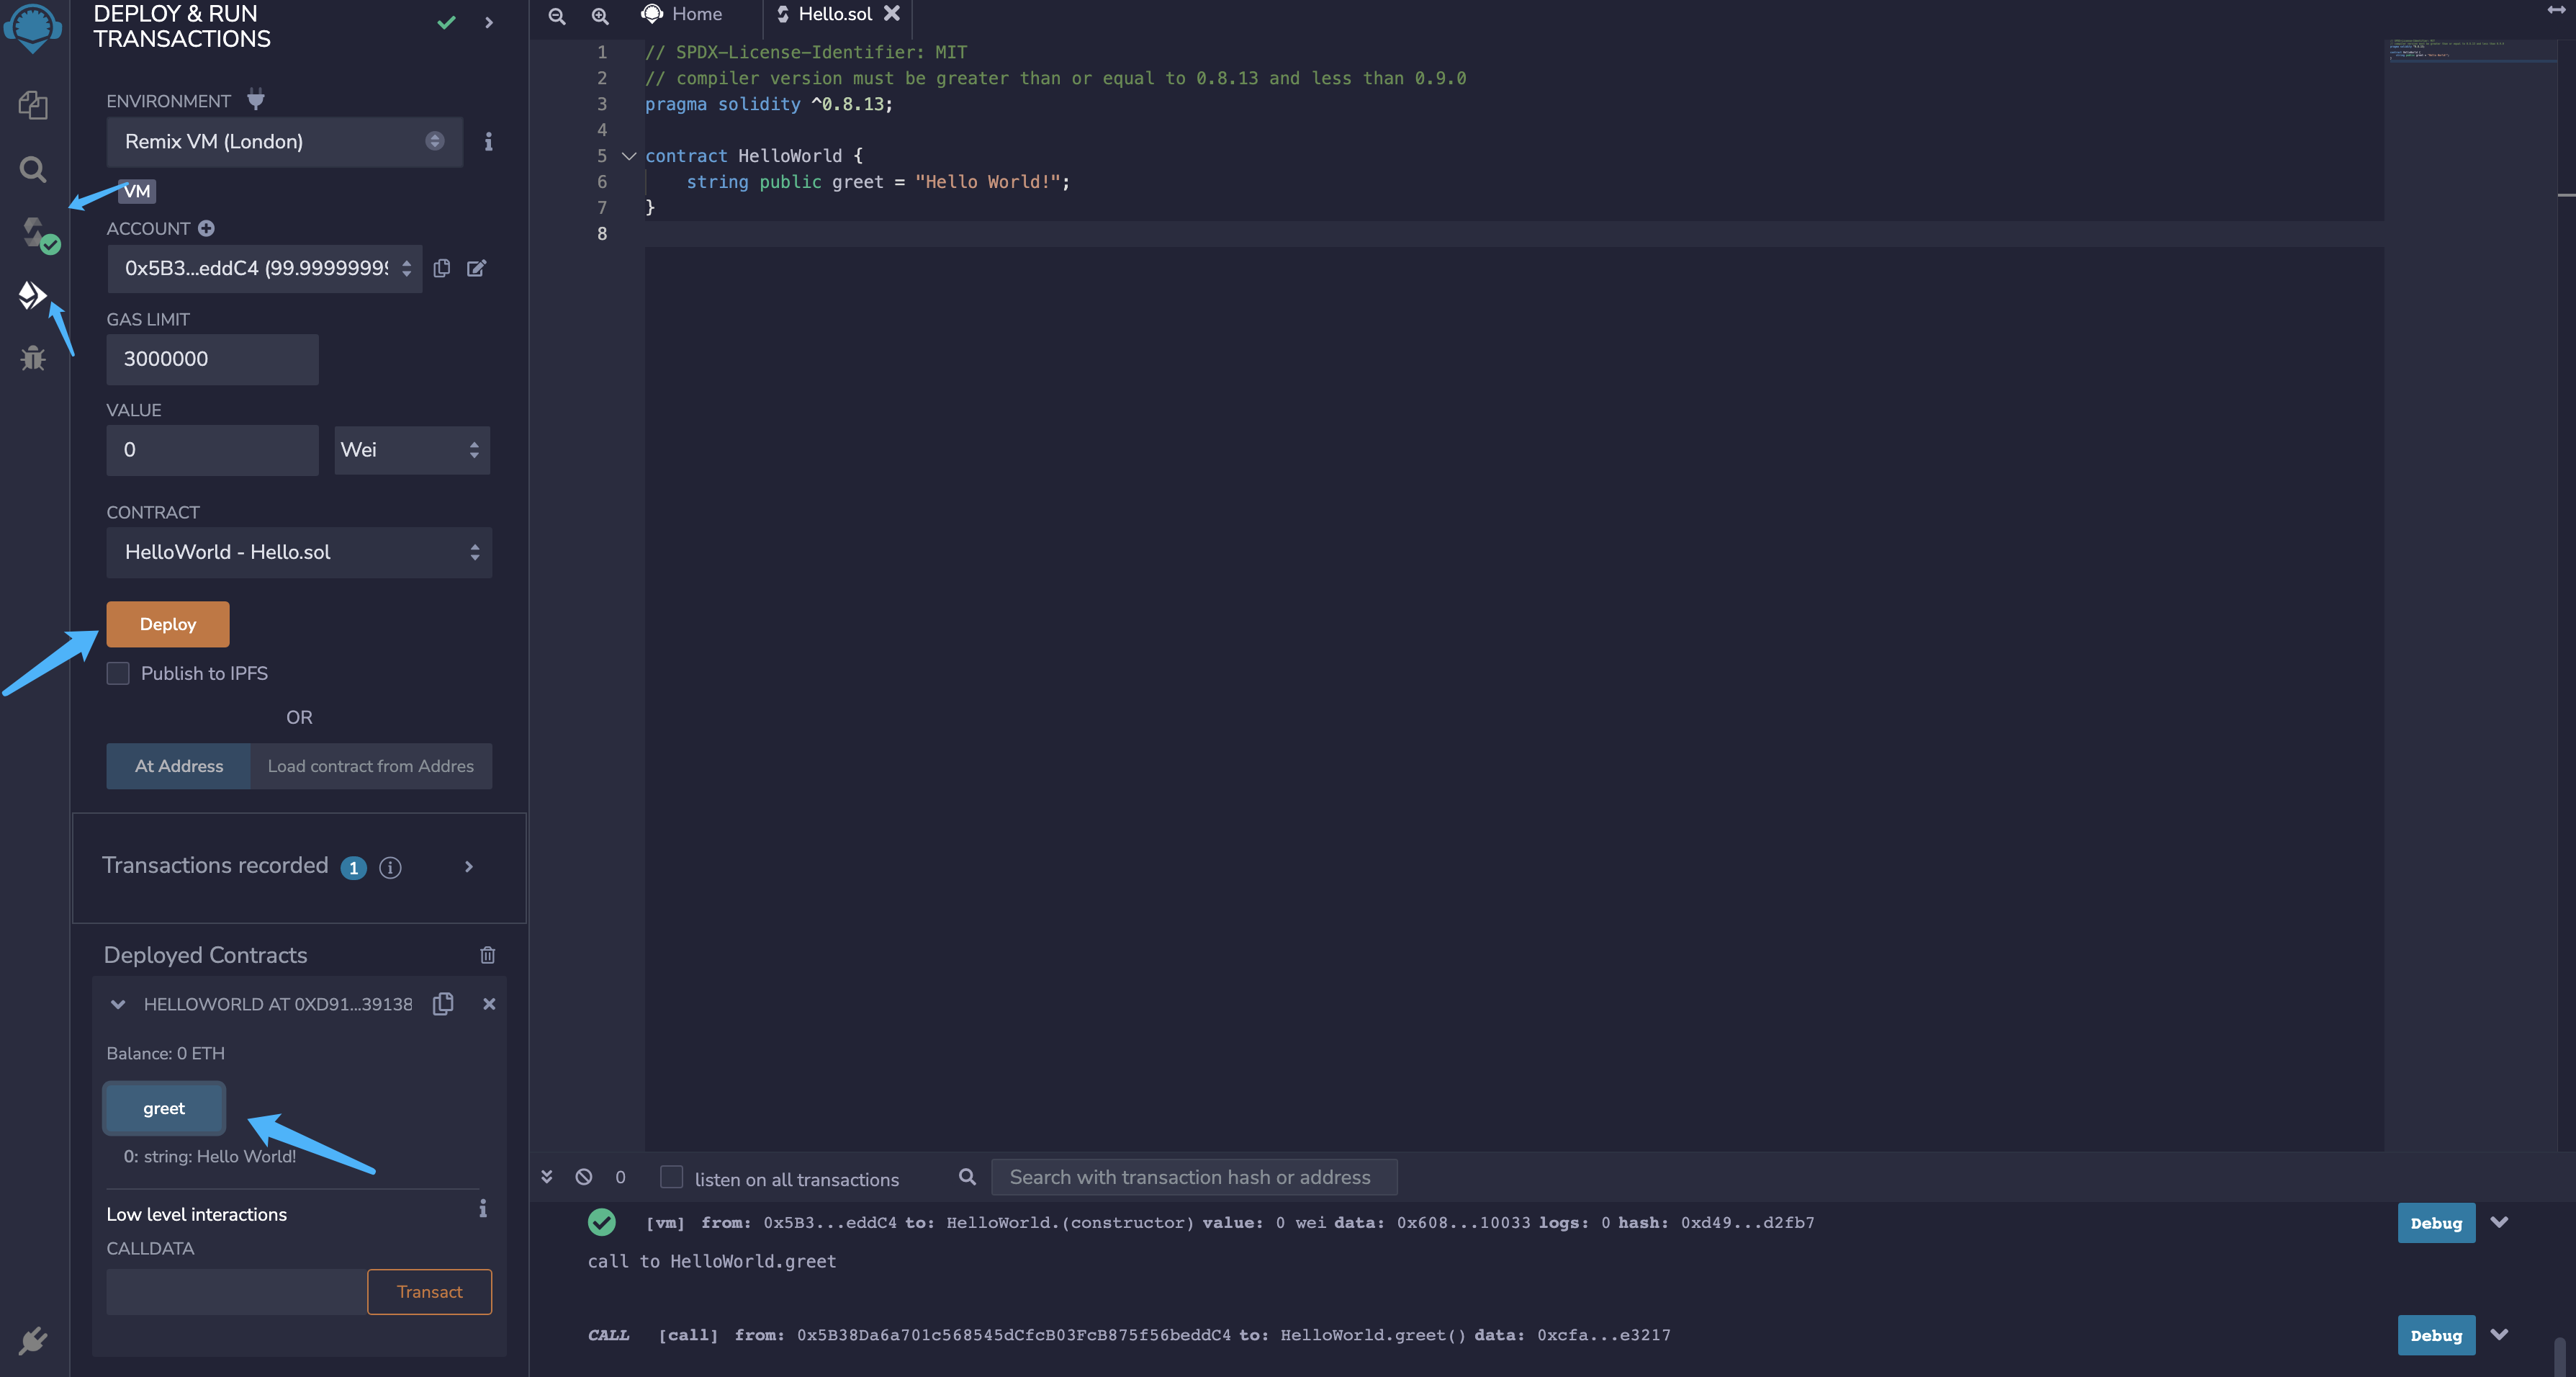 DEPLOY & RUN
TRANSACTIONS
ENVIRONMENT
Remix VM (London)
VM
ACCOUNT
0x5B3...eddC4 (99.9999999
GAS LIMIT
3000000
VALUE
0
Wei
CONTRACT
HelloWorld - Hello.sol
Deploy
Publish to IPFS
OR
At Address
Load contract from Addres
Transactions recorded 1
Deployed Contracts
HELLOWORLD AT 0XD91...39138
Balance: 0 ETH
greet
0: string: Hello World!
Low level interactions
CALLDATA
Transact
Home
Hello.sol
1 // SPDX-License-Identifier: MIT
2 // compiler version must be greater than or equal to 0.8.13 and less than 0.9.0
3 pragma solidity ^0.8.13;
4
5 contract HelloWorld {
6 string public greet = "Hello World!";
7 }
8
0
listen on all transactions
Search with transaction hash or address
[vm] from: 0x5B3...eddC4 to: HelloWorld.(constructor) value: 0 wei data: 0x608...10033 logs: 0 hash: 0xd49...d2fb7
Debug
call to HelloWorld.greet
CALL [call] from: 0x5B38Da6a701c568545dCfcB03FcB875f56beddC4 to: HelloWorld.greet() data: 0xcfa...e3217
Debug